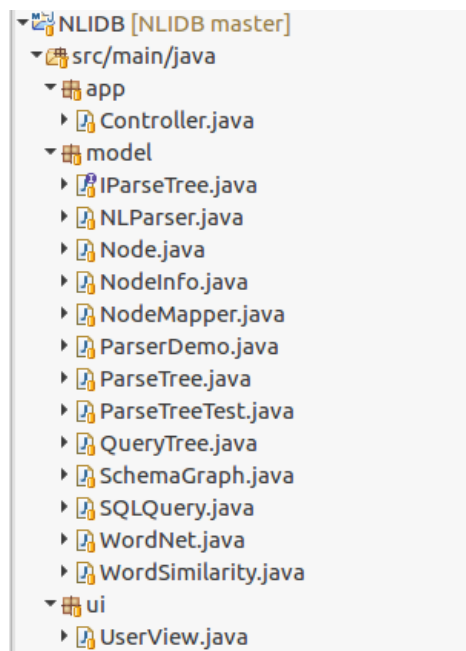 NLIDB [NLIDB master]
src/main/java
app
Controller.java
model
IParseTree.java
NLParser.java
Node.java
NodeInfo.java
NodeMapper.java
ParserDemo.java
ParseTree.java
ParseTreeTest.java
QueryTree.java
SchemaGraph.java
SQLQuery.java
WordNet.java
WordSimilarity.java
ui
UserView.java